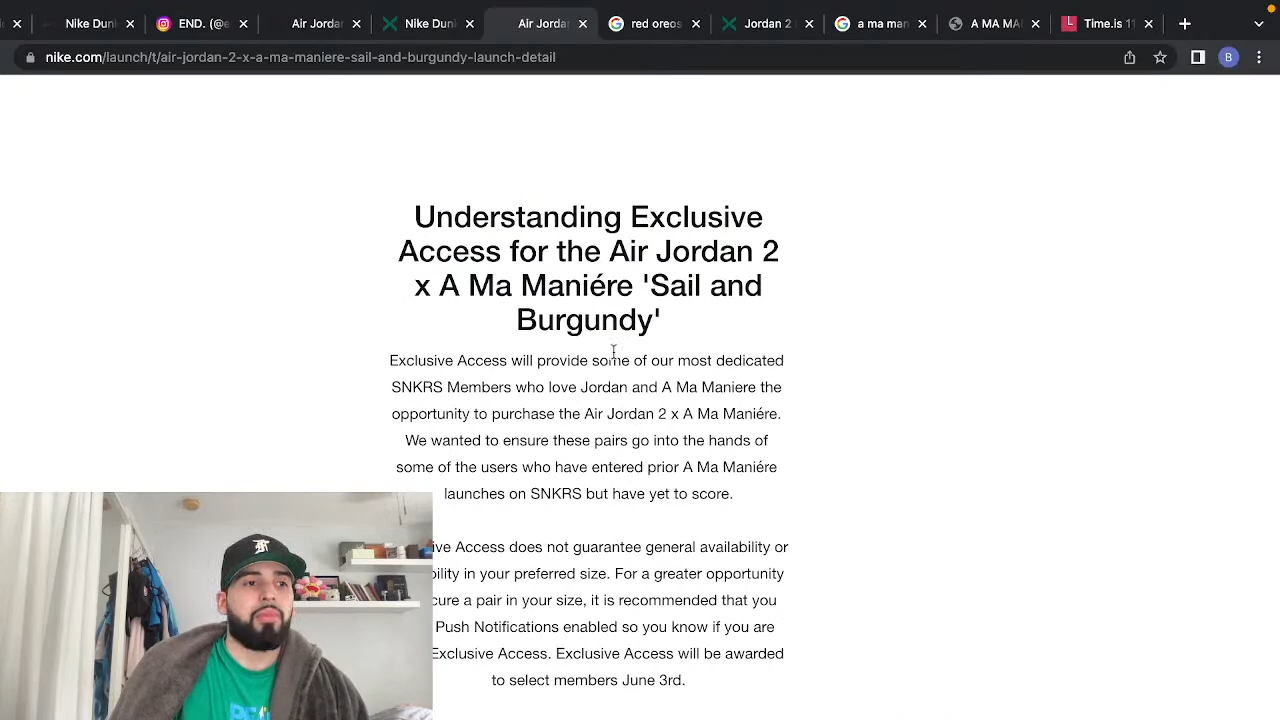 Nike Dunk
END. (@e
Air Jordan
Nike Dunk
Air Jordan
red oreos
Jordan 2
a ma man
A MA MA
Time.is 11
nike.com/launch/t/air-jordan-2-x-a-ma-maniere-sail-and-burgundy-launch-detail
B
Understanding Exclusive
Access for the Air Jordan 2
x A Ma Maniére 'Sail and
Burgundy'
Exclusive Access will provide some of our most dedicated
SNKRS Members who love Jordan and A Ma Maniere the
opportunity to purchase the Air Jordan 2 x A Ma Maniére.
We wanted to ensure these pairs go into the hands of
some of the users who have entered prior A Ma Maniére
launches on SNKRS but have yet to score.
ive Access does not guarantee general availability or
bility in your preferred size. For a greater opportunity
cure a pair in your size, it is recommended that you
Push Notifications enabled so you know if you are
Exclusive Access. Exclusive Access will be awarded
to select members June 3rd.